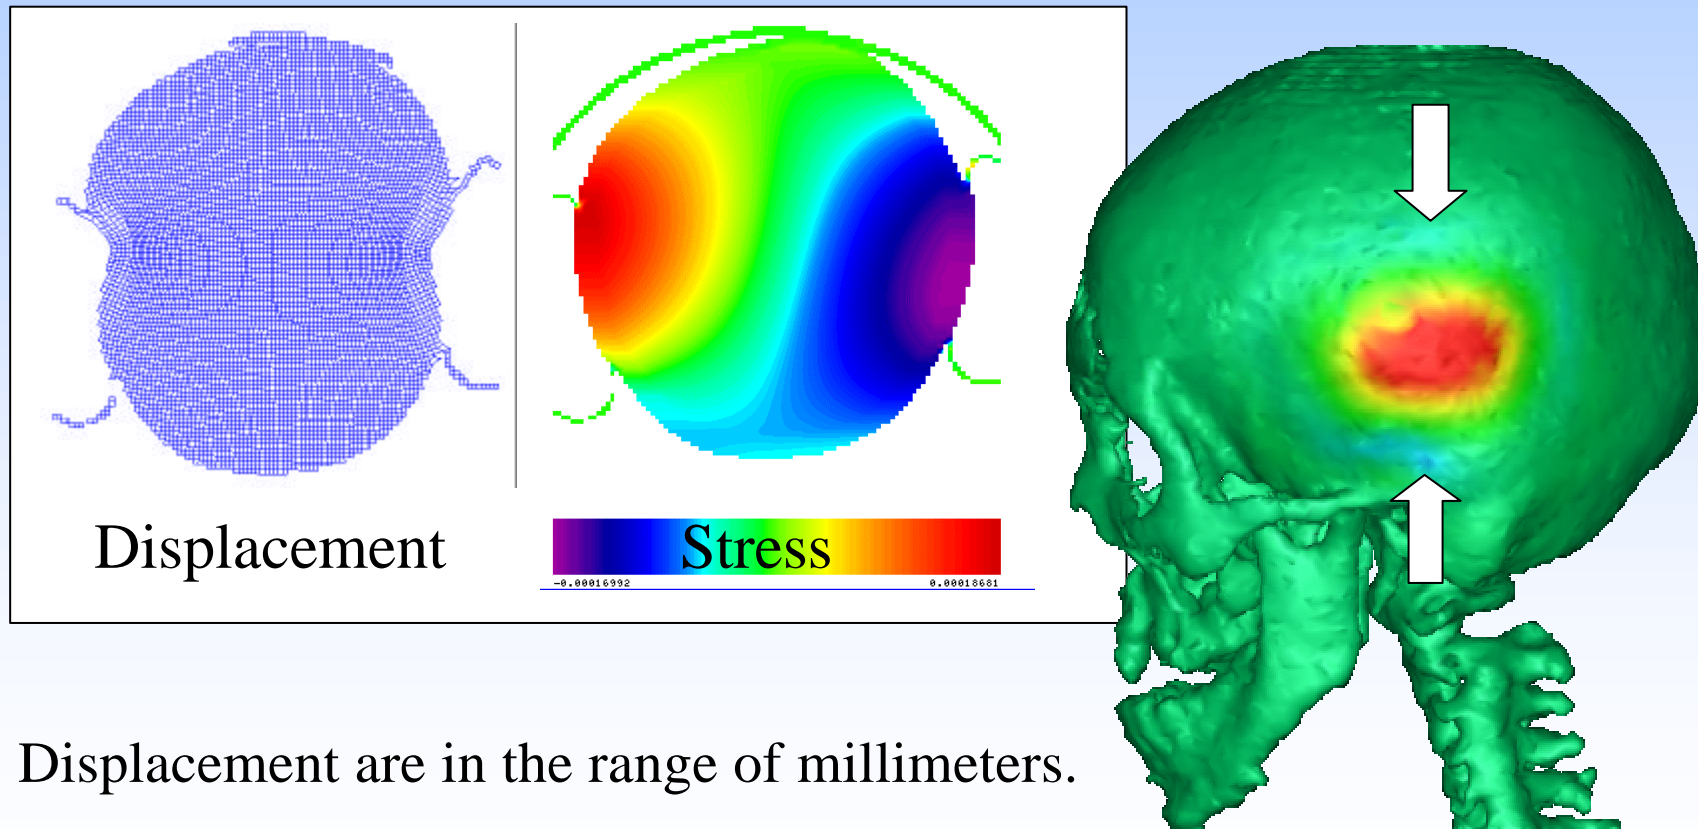 Displacement
Stress
-0.00016992 0.00018681
Displacement are in the range of millimeters.